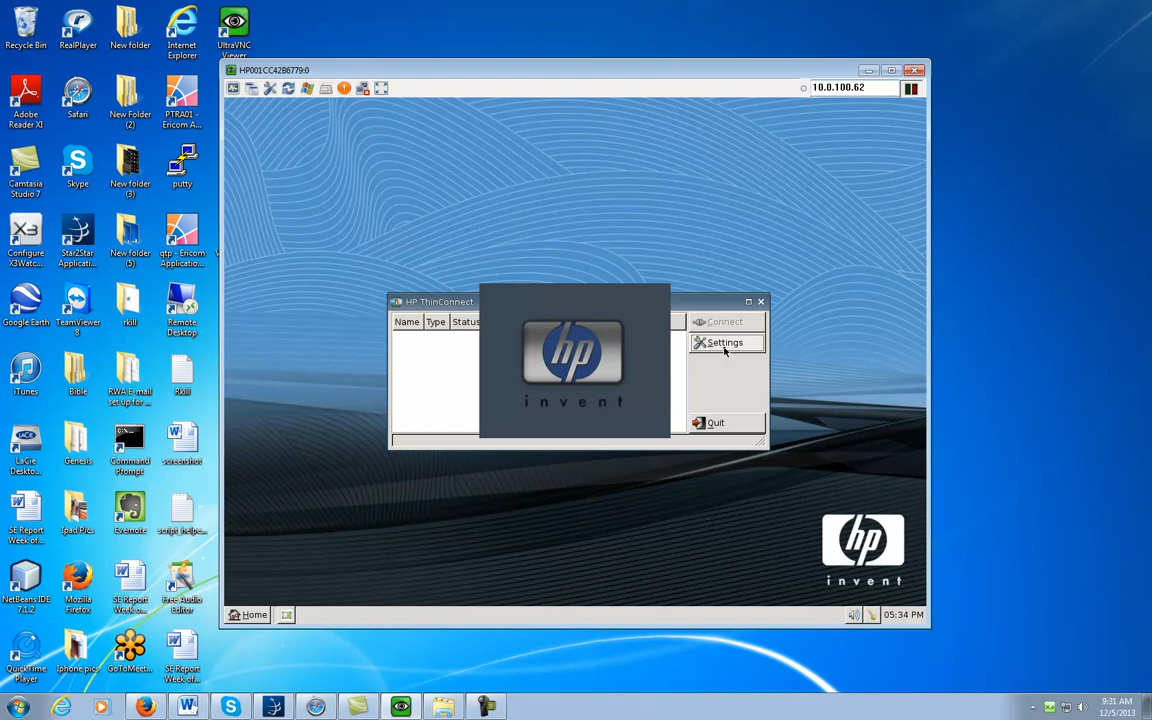 Recycle Bin
RealPlayer
New folder
Internet
Explorer
UltraVNC
Viewer
Adobe
Reader XI
Safari
New Folder
(2)
PTRA01 -
Ericom A...
Camtasia
Studio 7
Skype
New folder
(3)
putty
X3
Configure
X3Watc...
Star2Star
Applicati...
New folder
(5)
qtp - Ericom
Applicatio...
Google Earth
TeamViewer
8
rkill
Remote
Desktop
iTunes
Bible
RWA E-mail
set up for ...
Rkill
LaCie
LaCie
Deskto...
Genesis
Command
Prompt
screenshot
SE Report
Week of...
Ipad Pics
Evernote
script_helpe...
NetBeans IDE
7.1.2
Mozilla
Firefox
SE Report
Week o...
Free Audio
Editor
QuickTime
Player
Iphone pics
GoToMeet...
SE Report
Week of...
HP001CC42B6779:0
10.0.100.62
HP ThinConnect
Name Type Status
Connect
Settings
Quit
hp
invent
hp
invent
Home
05:34 PM
9:31 AM
12/5/2013